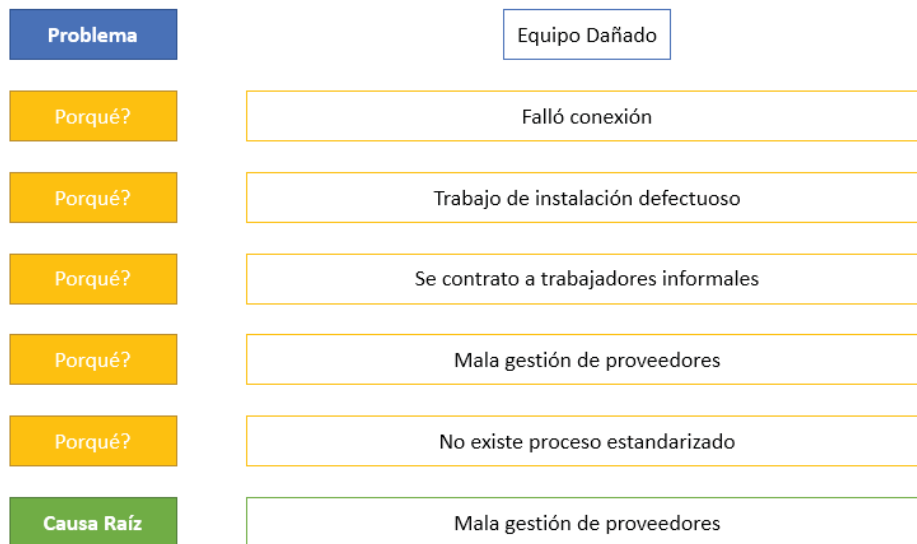 Problema
Equipo Dañado
Porqué?
Falló conexión
Porqué?
Trabajo de instalación defectuoso
Porqué?
Se contrato a trabajadores informales
Porqué?
Mala gestión de proveedores
Porqué?
No existe proceso estandarizado
Causa Raíz
Mala gestión de proveedores